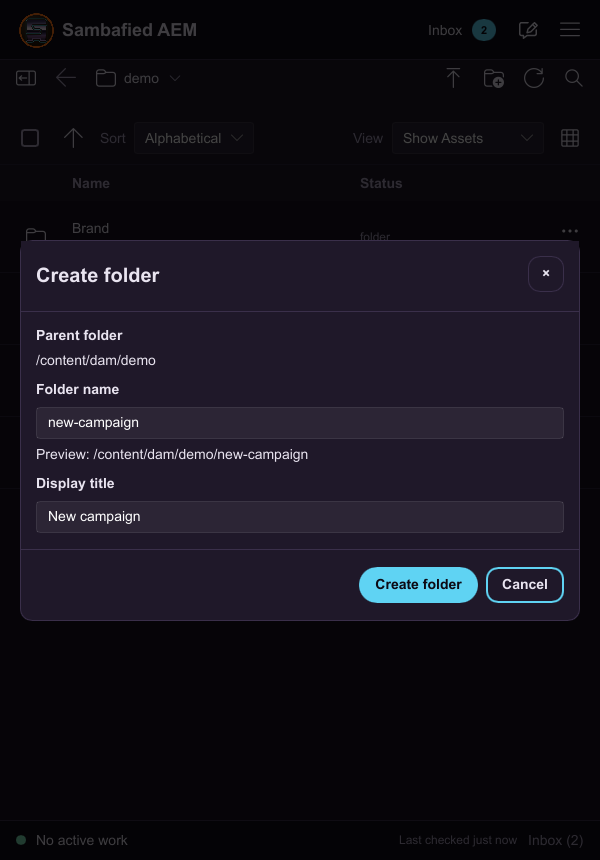 Sambafied AEM
Inbox 2
demo
Sort Alphabetical View Show Assets
Name Status
Brand
folder
Create folder
×
Parent folder
/content/dam/demo
Folder name
new-campaign
Preview: /content/dam/demo/new-campaign
Display title
New campaign
Create folder Cancel
No active work Last checked just now Inbox (2)